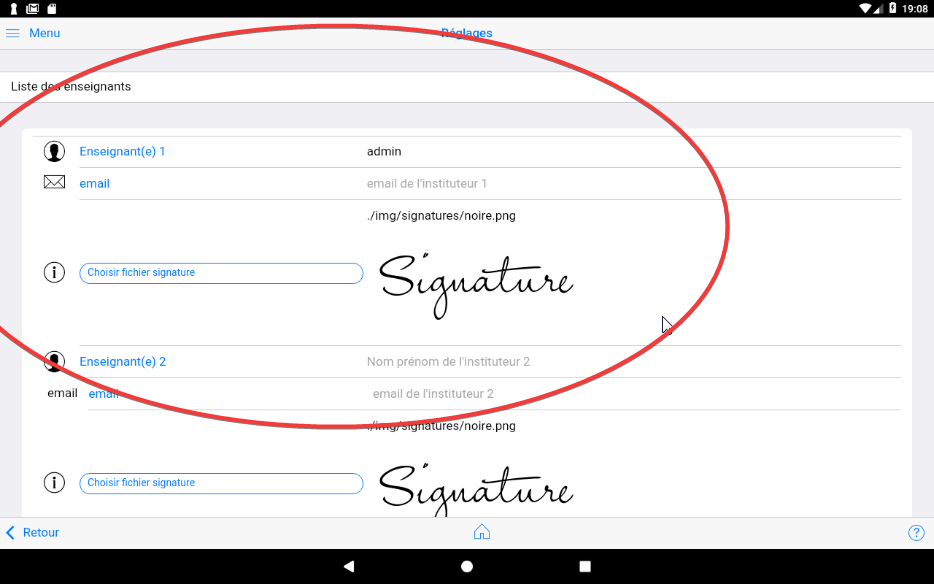 19:08
Menu
Réglages
Liste des enseignants
Enseignant(e) 1 admin
email email de l'instituteur 1
./img/signatures/noire.png
Choisir fichier signature Signature
Enseignant(e) 2 Nom prénom de l'instituteur 2
email email email de l'instituteur 2
./img/signatures/noire.png
Choisir fichier signature Signature
Retour